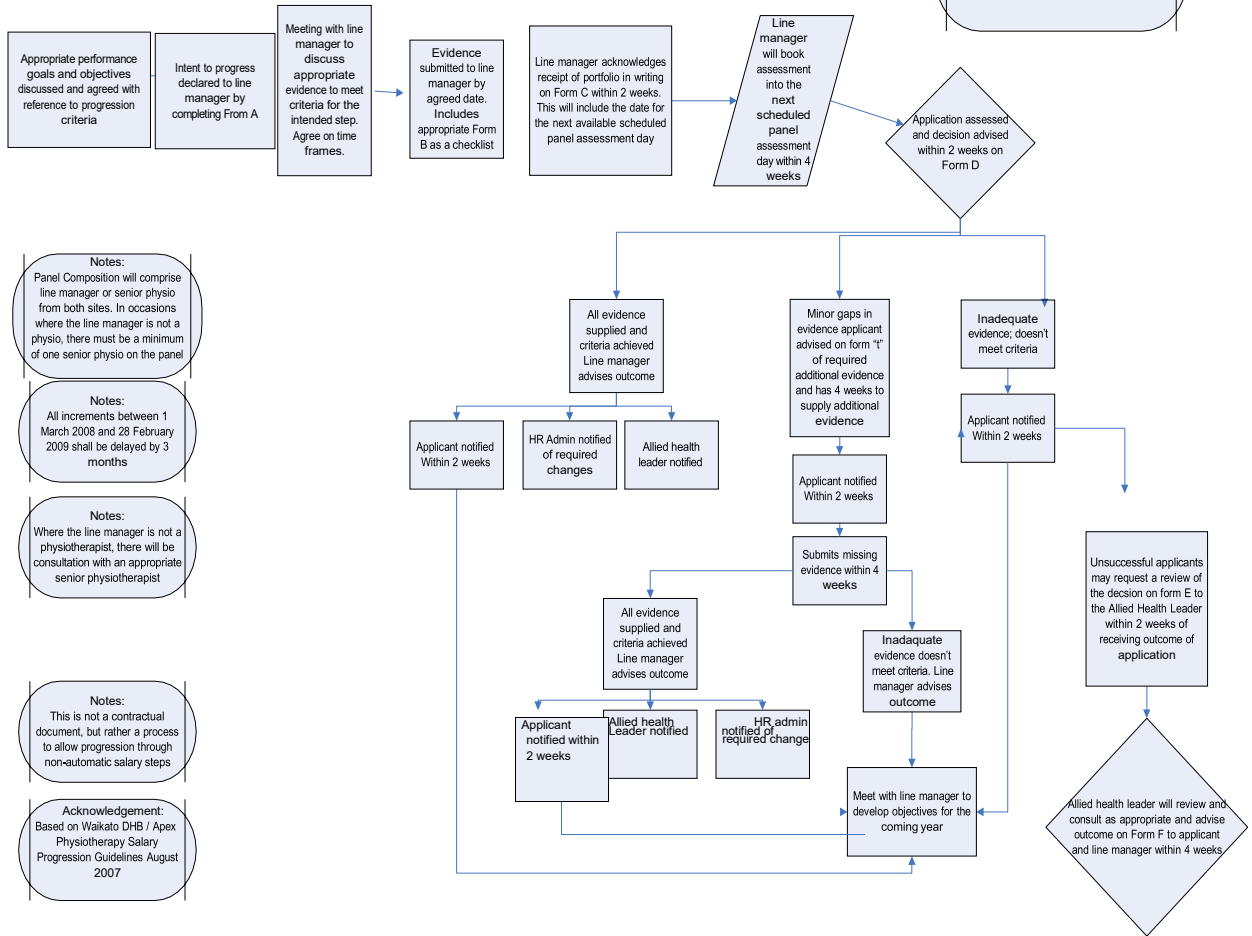 Appropriate performance
goals and objectives
discussed and agreed with
reference to progression
criteria
Intent to progress
declared to line
manager by
completing From A
Meeting with line
manager to
discuss
appropriate
evidence to meet
criteria for the
intended step.
Agree on time
frames.
Evidence
submitted to line
manager by
agreed date.
Includes
appropriate Form
B as a checklist
Line manager acknowledges
receipt of portfolio in writing
on Form C within 2 weeks.
This will include the date for
the next available scheduled
panel assessment day
Line
manager
will book
assessment
into the
next
scheduled
panel
assessment
day within 4
weeks
Application assessed
and decision advised
within 2 weeks on
Form D
Notes:
Panel Composition will comprise
line manager or senior physio
from both sites. In occasions
where the line manager is not a
physio, there must be a minimum
of one senior physio on the panel
Notes:
All increments between 1
March 2008 and 28 February
2009 shall be delayed by 3
months
Notes:
Where the line manager is not a
physiotherapist, there will be
consultation with an appropriate
senior physiotherapist
Notes:
This is not a contractual
document, but rather a process
to allow progression through
non-automatic salary steps
Acknowledgement:
Based on Waikato DHB / Apex
Physiotherapy Salary
Progression Guidelines August
2007
All evidence
supplied and
criteria achieved
Line manager
advises outcome
Applicant notified
Within 2 weeks
HR Admin notified
of required
changes
Allied health
leader notified
Minor gaps in
evidence applicant
advised on form “t”
of required
additional evidence
and has 4 weeks to
supply additional
evidence
Applicant notified
Within 2 weeks
Submits missing
evidence within 4
weeks
All evidence
supplied and
criteria achieved
Line manager
advises outcome
Applicant
notified within
2 weeks
Allied health
Leader notified
HR admin
notified of
required change
Inadaquate
evidence doesn’t
meet criteria. Line
manager advises
outcome
Meet with line manager to
develop objectives for the
coming year
Inadequate
evidence; doesn’t
meet criteria
Applicant notified
Within 2 weeks
Unsuccessful applicants
may request a review of
the decsion on form E to
the Allied Health Leader
within 2 weeks of
receiving outcome of
application
Allied health leader will review and
consult as appropriate and advise
outcome on Form F to applicant
and line manager within 4 weeks